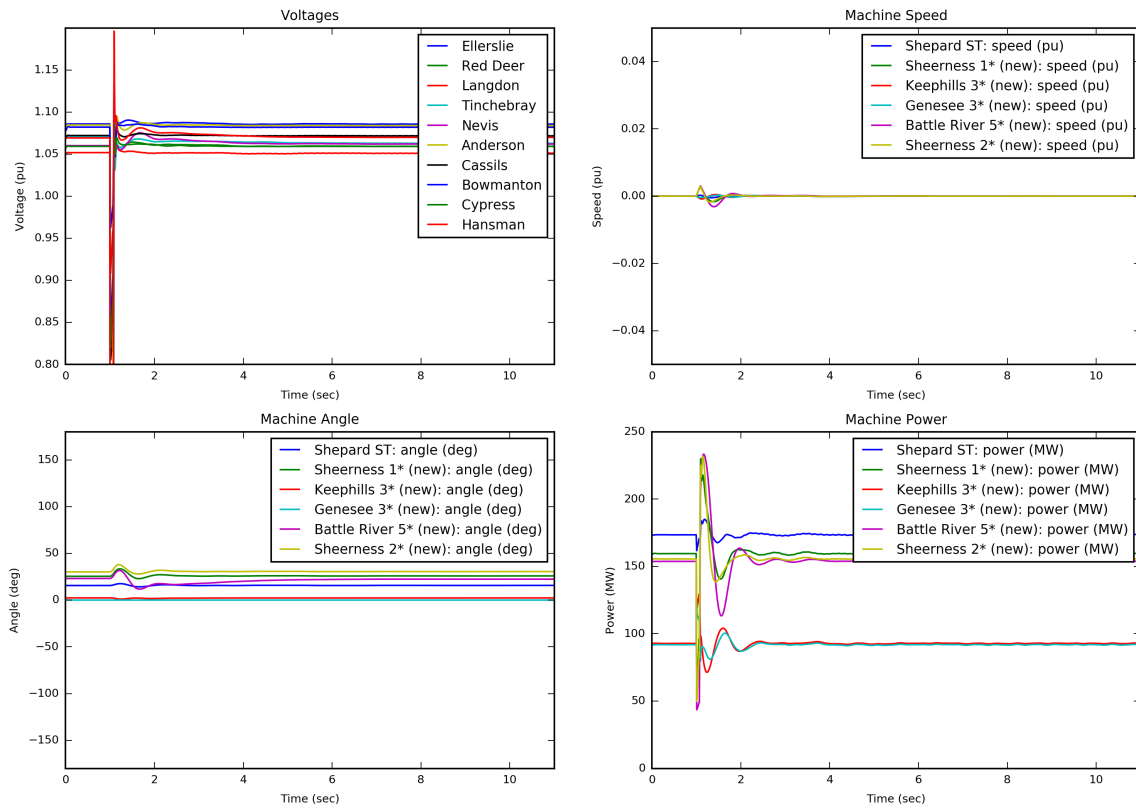 Voltages
Voltage (pu)
1.15
1.10
1.05
1.00
0.95
0.90
0.85
0.80
Ellerslie
Red Deer
Langdon
Tinchebray
Nevis
Anderson
Cassils
Bowmanton
Cypress
Hansman
0 2 4 6 8 10
Time (sec)
Machine Speed
Speed (pu)
0.04
0.02
0.00
−0.02
−0.04
Shepard ST: speed (pu)
Sheerness 1* (new): speed (pu)
Keephills 3* (new): speed (pu)
Genesee 3* (new): speed (pu)
Battle River 5* (new): speed (pu)
Sheerness 2* (new): speed (pu)
0 2 4 6 8 10
Time (sec)
Machine Angle
Angle (deg)
150
100
50
0
−50
−100
−150
Shepard ST: angle (deg)
Sheerness 1* (new): angle (deg)
Keephills 3* (new): angle (deg)
Genesee 3* (new): angle (deg)
Battle River 5* (new): angle (deg)
Sheerness 2* (new): angle (deg)
0 2 4 6 8 10
Time (sec)
Machine Power
Power (MW)
250
200
150
100
50
0
Shepard ST: power (MW)
Sheerness 1* (new): power (MW)
Keephills 3* (new): power (MW)
Genesee 3* (new): power (MW)
Battle River 5* (new): power (MW)
Sheerness 2* (new): power (MW)
0 2 4 6 8 10
Time (sec)